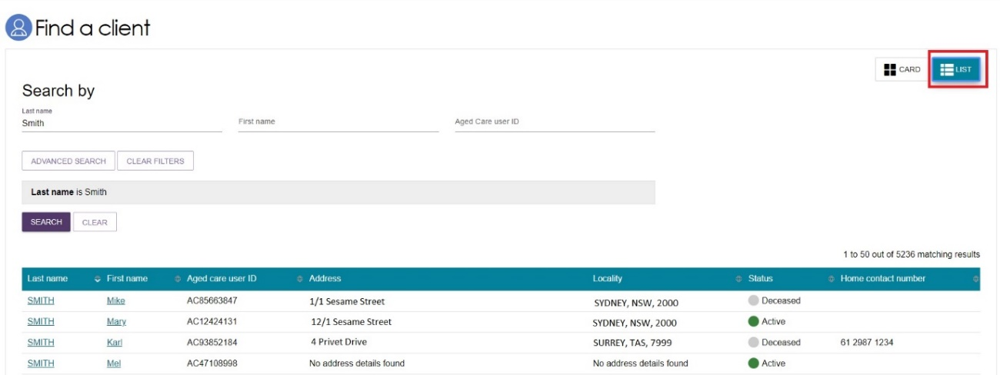 Find a client
CARD LIST
Search by
Last name
Smith First name Aged Care user ID
ADVANCED SEARCH CLEAR FILTERS
Last name is Smith
SEARCH CLEAR
1 to 50 out of 5236 matching results
Last name First name Aged care user ID Address Locality Status Home contact number
SMITH Mike AC85663847 1/1 Sesame Street SYDNEY, NSW, 2000 Deceased
SMITH Mary AC12424131 12/1 Sesame Street SYDNEY, NSW, 2000 Active
SMITH Karl AC93852184 4 Privet Drive SURREY, TAS, 7999 Deceased 61 2987 1234
SMITH Mel AC47108998 No address details found No address details found Active